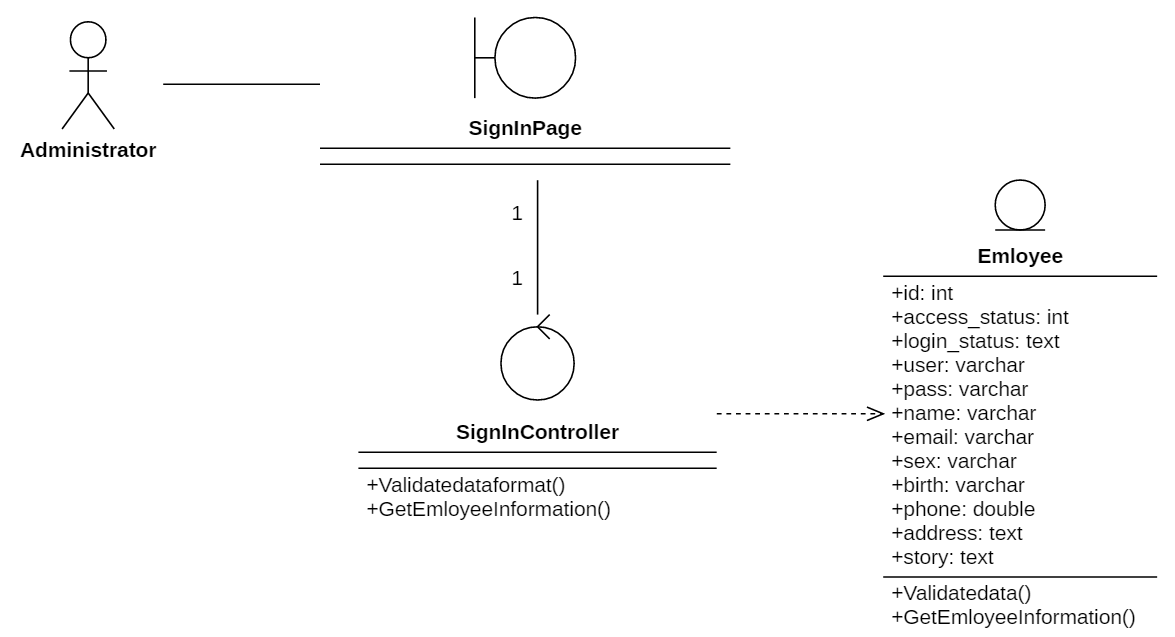 Administrator
SignInPage
1
1
SignInController
+Validatedataformat()
+GetEmloyeeInformation()
Emloyee
+id: int
+access_status: int
+login_status: text
+user: varchar
+pass: varchar
+name: varchar
+email: varchar
+sex: varchar
+birth: varchar
+phone: double
+address: text
+story: text
+Validatedata()
+GetEmloyeeInformation()